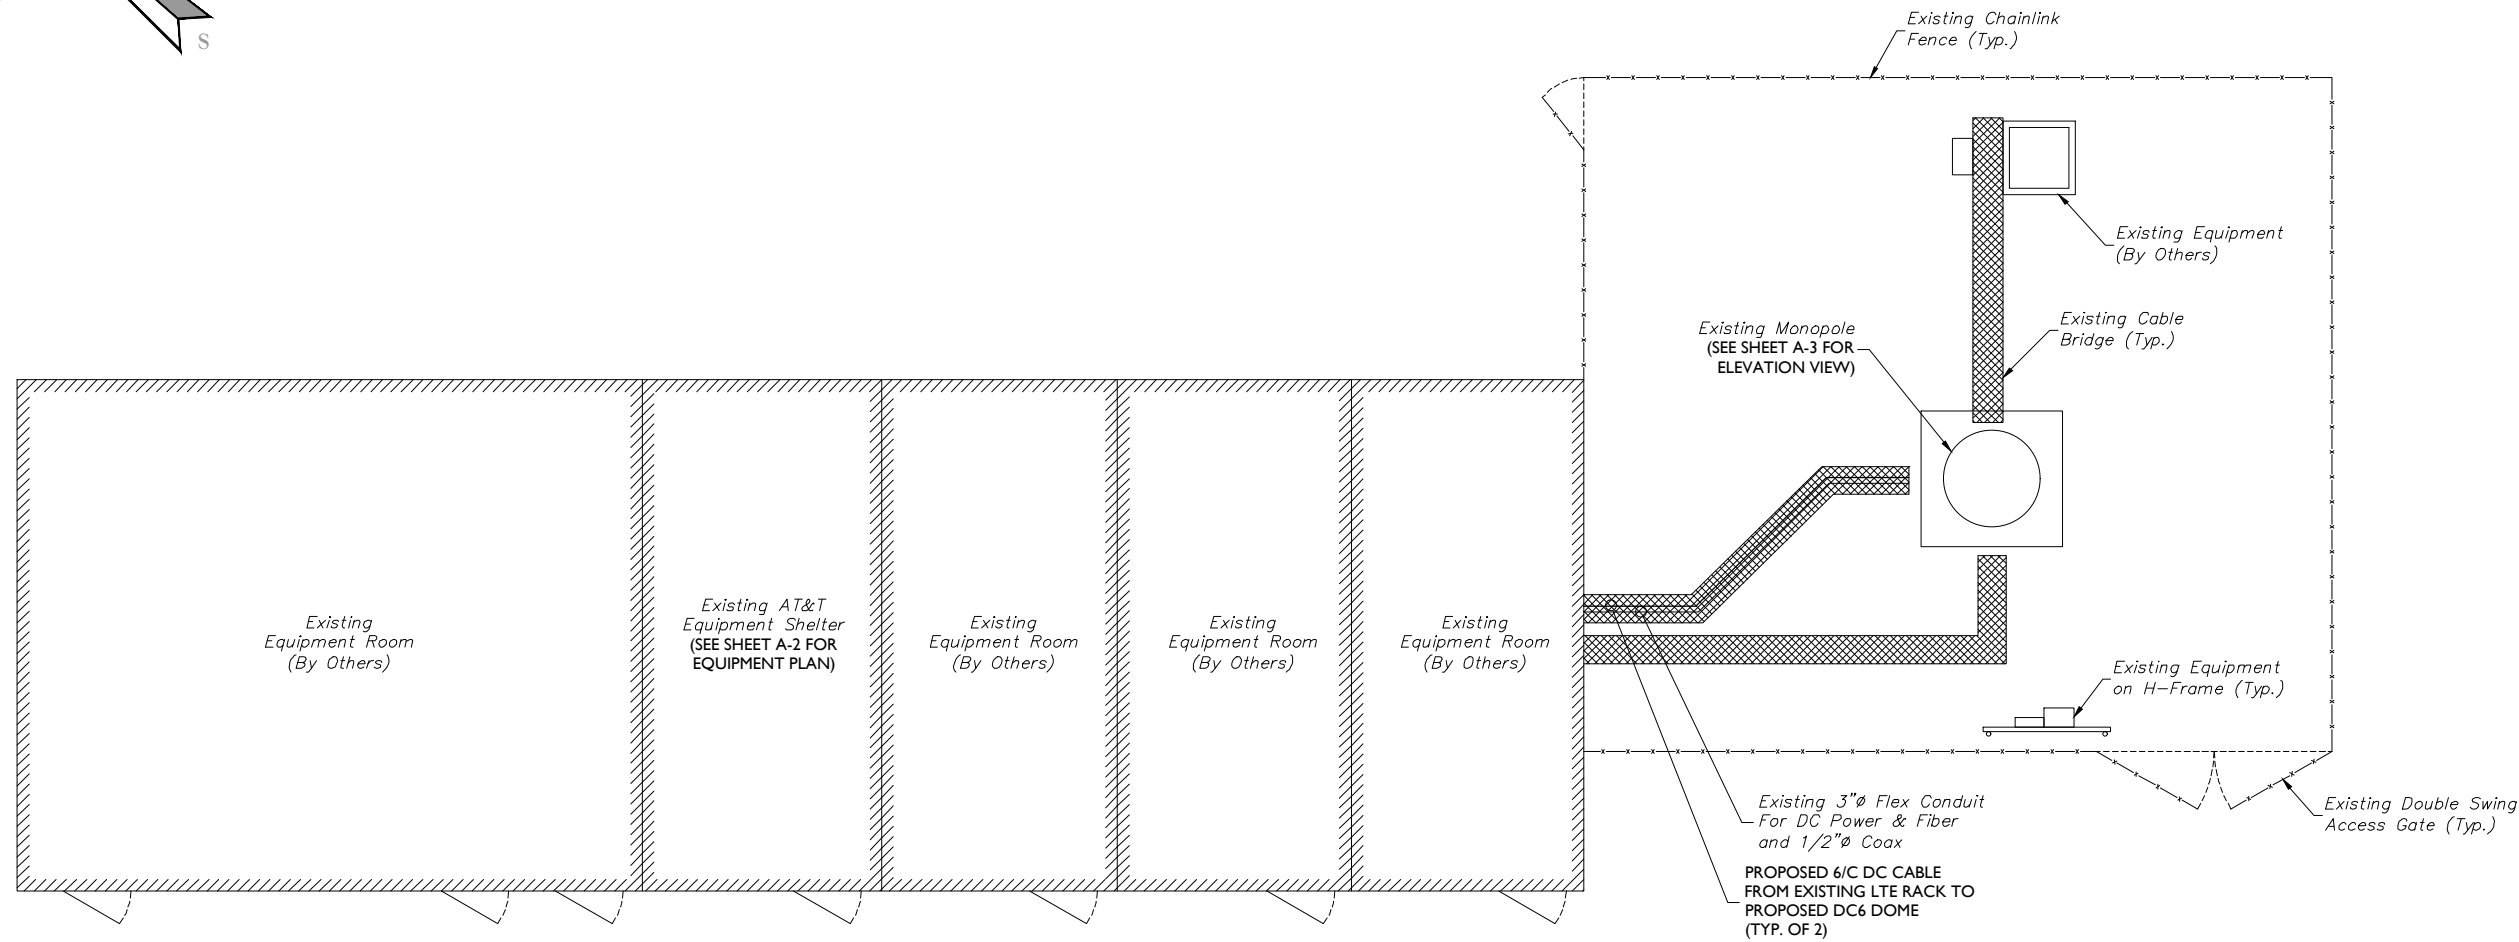 S
Existing Chainlink
Fence (Typ.)
Existing Equipment
(By Others)
Existing Cable
Bridge (Typ.)
Existing Monopole
(SEE SHEET A-3 FOR
ELEVATION VIEW)
Existing
Equipment Room
(By Others)
Existing AT&T
Equipment Shelter
(SEE SHEET A-2 FOR
EQUIPMENT PLAN)
Existing
Equipment Room
(By Others)
Existing
Equipment Room
(By Others)
Existing
Equipment Room
(By Others)
Existing Equipment
on H-Frame (Typ.)
Existing 3"ø Flex Conduit
For DC Power & Fiber
and 1/2"ø Coax
PROPOSED 6/C DC CABLE
FROM EXISTING LTE RACK TO
PROPOSED DC6 DOME
(TYP. OF 2)
Existing Double Swing
Access Gate (Typ.)